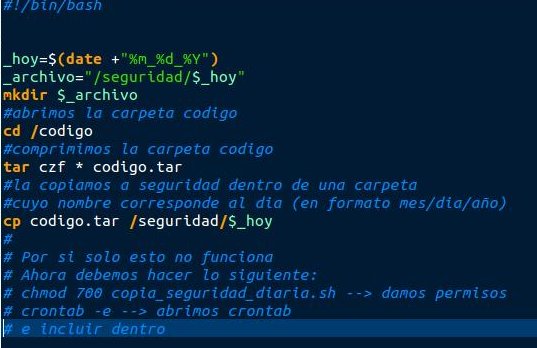 #!/bin/bash
_hoy=$(date +"%m_%d_%Y")
_archivo="/seguridad/$_hoy"
mkdir $_archivo
#abrimos la carpeta codigo
cd /codigo
#comprimimos la carpeta codigo
tar czf * codigo.tar
#la copiamos a seguridad dentro de una carpeta
#cuyo nombre corresponde al dia (en formato mes/dia/año)
cp codigo.tar /seguridad/$_hoy
#
# Por si solo esto no funciona
# Ahora debemos hacer lo siguiente:
# chmod 700 copia_seguridad_diaria.sh --> damos permisos
# crontab -e --> abrimos crontab
# e incluir dentro